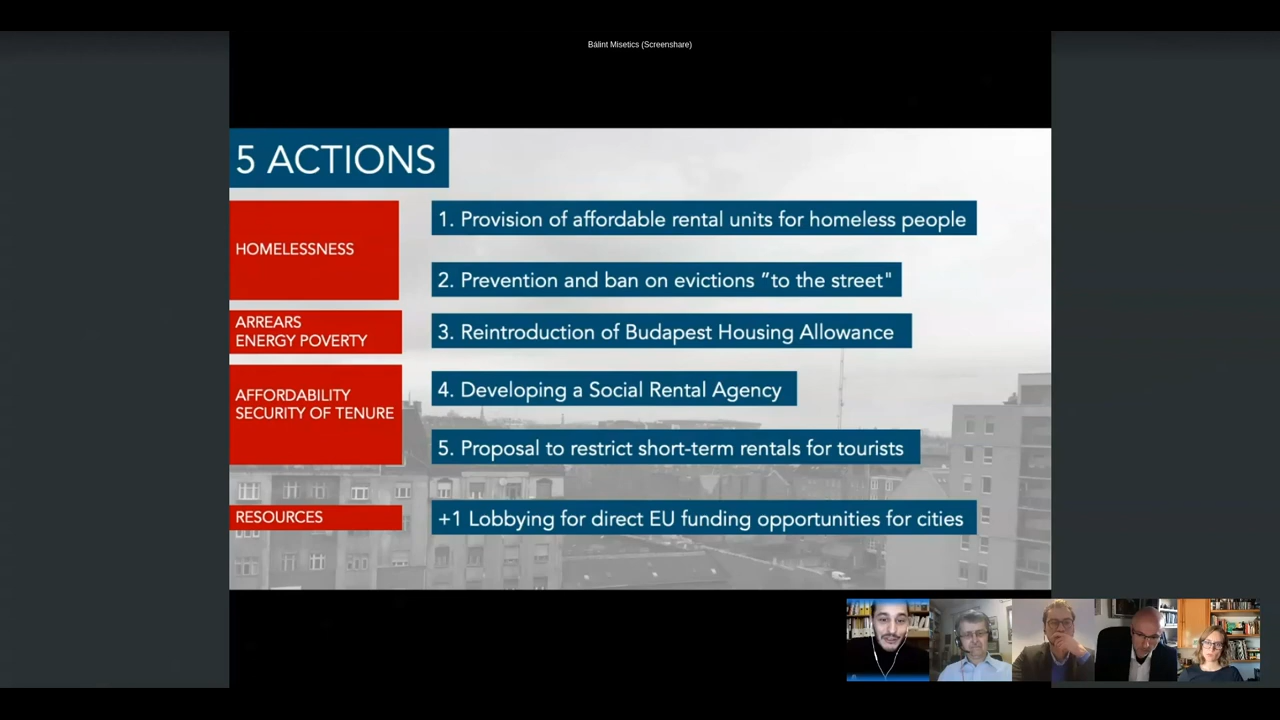 Bálint Misetics (Screenshare)
5 ACTIONS
HOMELESSNESS
1. Provision of affordable rental units for homeless people
2. Prevention and ban on evictions ”to the street"
ARREARS
ENERGY POVERTY
3. Reintroduction of Budapest Housing Allowance
AFFORDABILITY
SECURITY OF TENURE
4. Developing a Social Rental Agency
5. Proposal to restrict short-term rentals for tourists
RESOURCES
+1 Lobbying for direct EU funding opportunities for cities